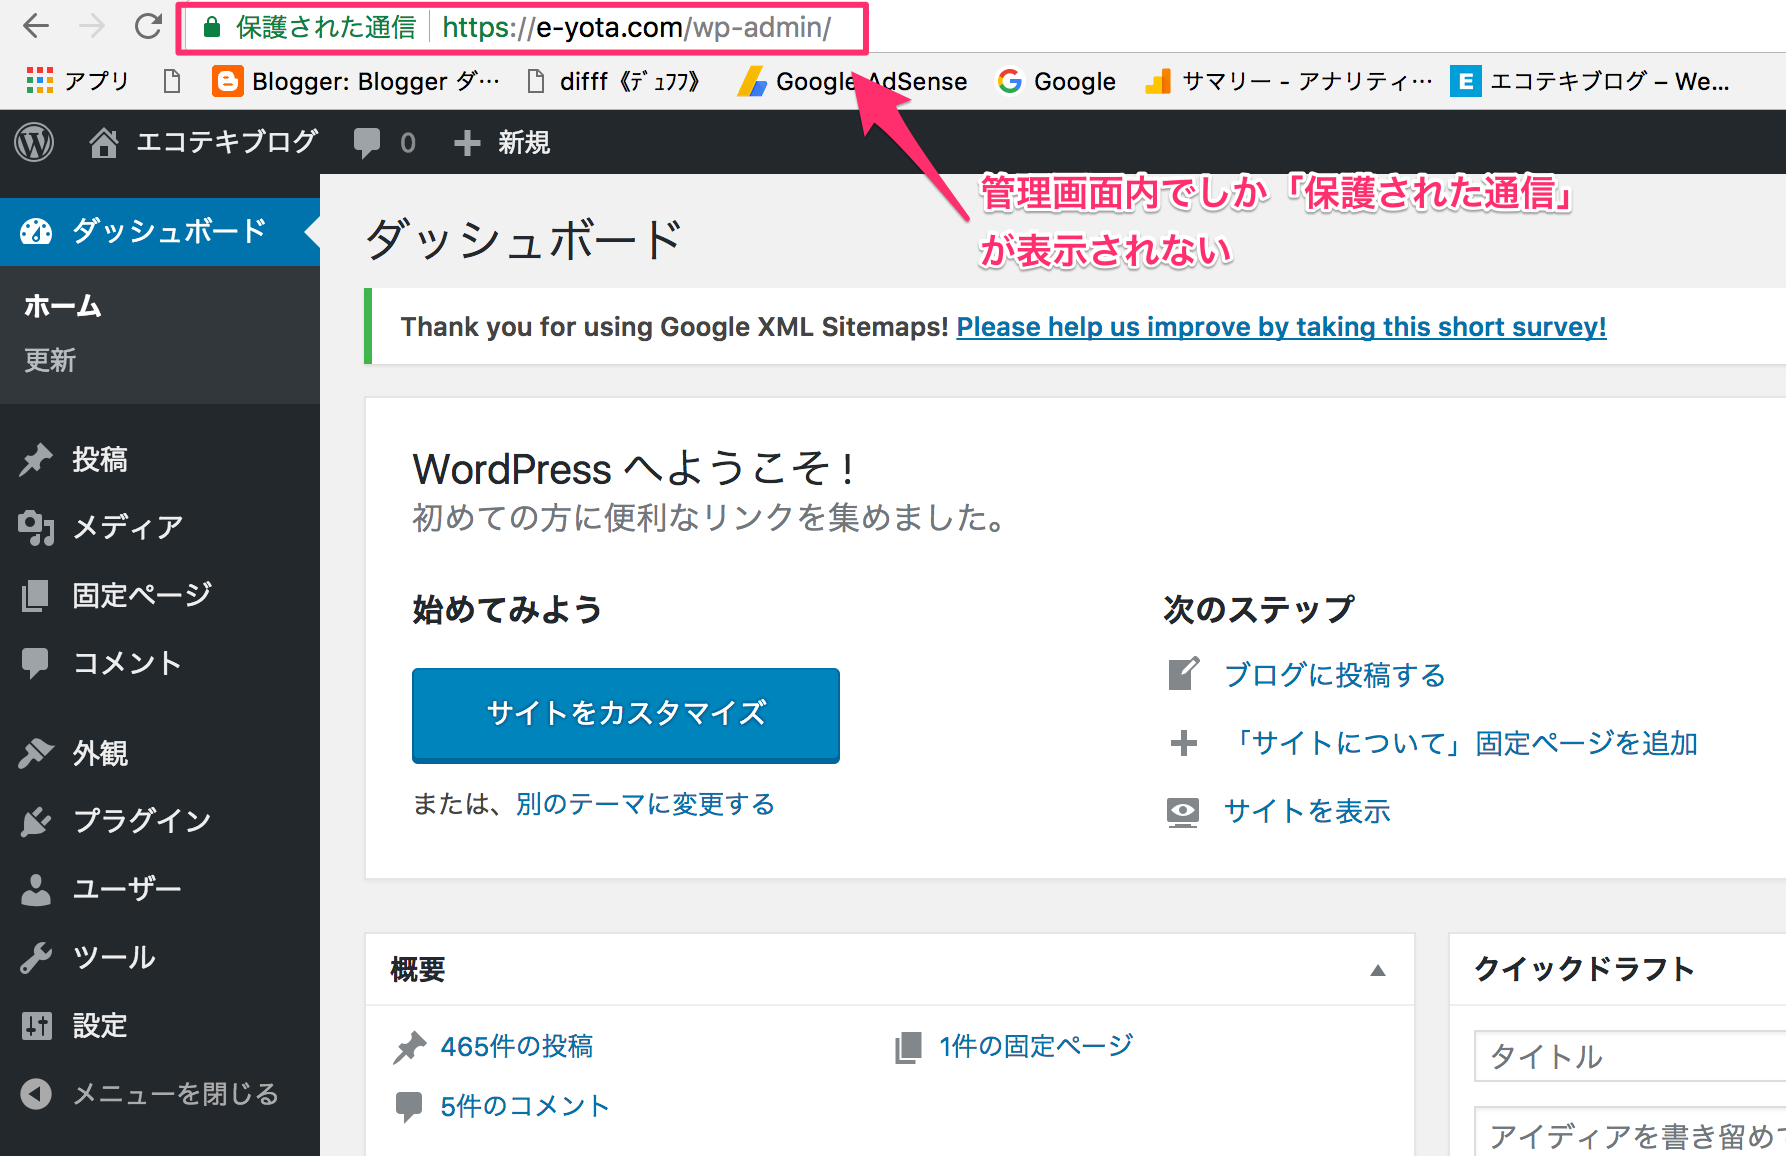 保護された通信 https://e-yota.com/wp-admin/
アプリ Blogger: Blogger ダ… difff《ﾃﾞｭﾌﾌ》 Google AdSense Google サマリー - アナリティ… エコテキブログ – We...
エコテキブログ 0 新規
管理画面内でしか「保護された通信」
が表示されない
ダッシュボード
ホーム
更新
投稿
メディア
固定ページ
コメント
外観
プラグイン
ユーザー
ツール
設定
メニューを閉じる
ダッシュボード
Thank you for using Google XML Sitemaps! Please help us improve by taking this short survey!
WordPress へようこそ !
初めての方に便利なリンクを集めました。
始めてみよう
サイトをカスタマイズ
または、別のテーマに変更する
次のステップ
ブログに投稿する
「サイトについて」固定ページを追加
サイトを表示
概要
465件の投稿
1件の固定ページ
5件のコメント
クイックドラフト
タイトル
アイディアを書き留めて